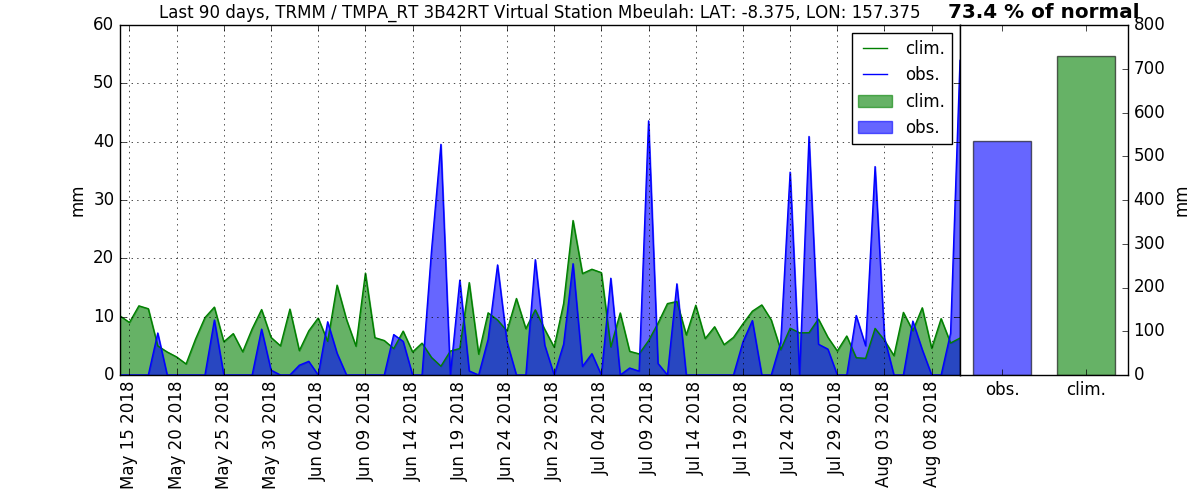 Last 90 days, TRMM / TMPA_RT 3B42RT Virtual Station Mbeulah: LAT: -8.375, LON: 157.375
73.4 % of normal
60
50
40
30
20
10
0
mm
clim.
obs.
clim.
obs.
May 15 2018
May 20 2018
May 25 2018
May 30 2018
Jun 04 2018
Jun 09 2018
Jun 14 2018
Jun 19 2018
Jun 24 2018
Jun 29 2018
Jul 04 2018
Jul 09 2018
Jul 14 2018
Jul 19 2018
Jul 24 2018
Jul 29 2018
Aug 03 2018
Aug 08 2018
800
700
600
500
400
300
200
100
0
mm
obs.
clim.